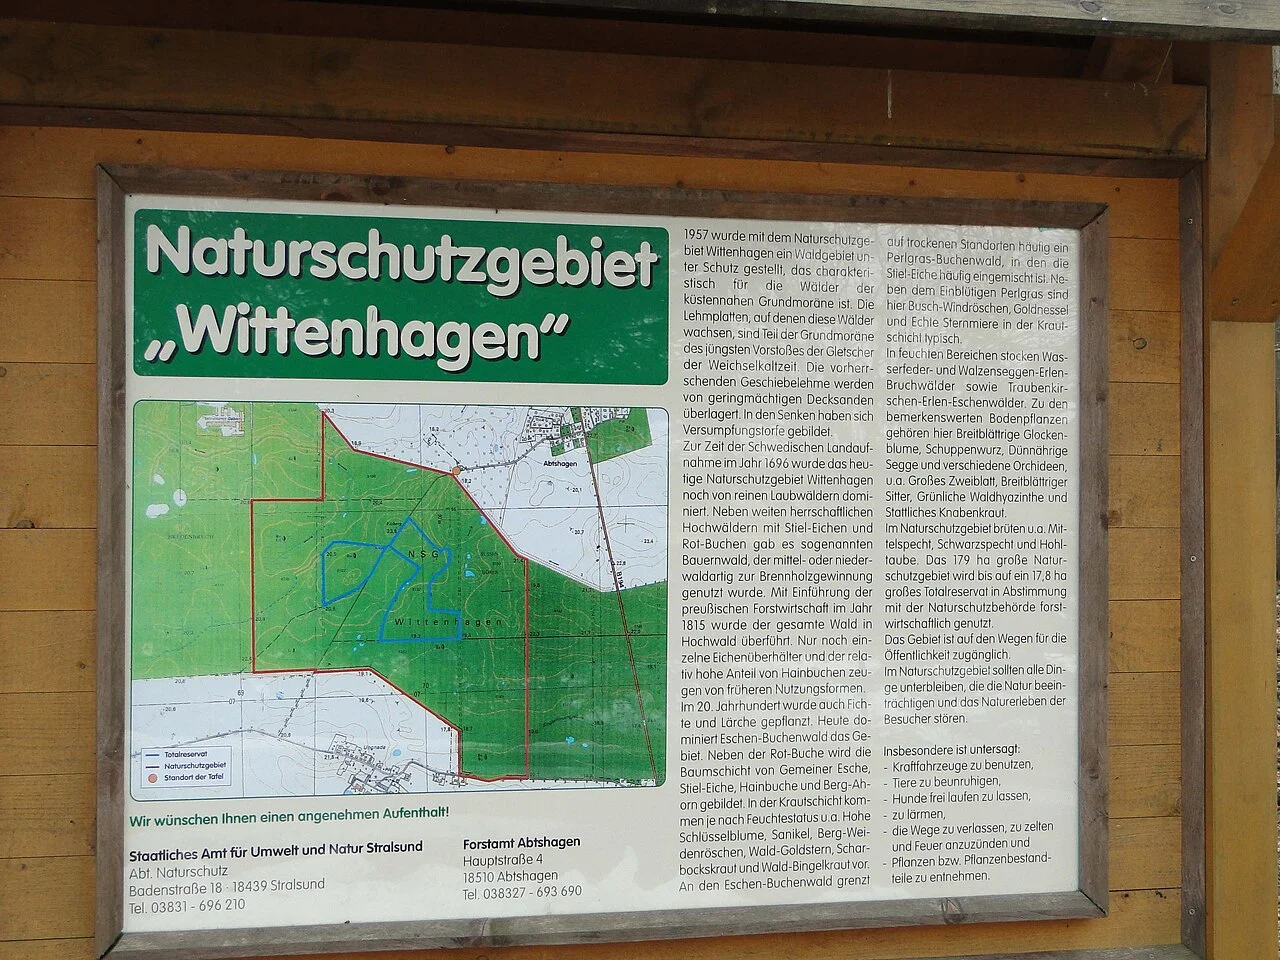 Naturschutzgebiet
„Wittenhagen“
Abtshagen
NSG
Wittenhagen
B194
Ungnade
Totalreservat
Naturschutzgebiet
Standort der Tafel
Wir wünschen Ihnen einen angenehmen Aufenthalt!
Staatliches Amt für Umwelt und Natur Stralsund
Abt. Naturschutz
Badenstraße 18 · 18439 Stralsund
Tel. 03831 - 696 210
Forstamt Abtshagen
Hauptstraße 4
18510 Abtshagen
Tel. 038327 - 693 690
1957 wurde mit dem Naturschutzge-
biet Wittenhagen ein Waldgebiet un-
ter Schutz gestellt, das charakteri-
stisch für die Wälder der
küstennahen Grundmoräne ist. Die
Lehmplatten, auf denen diese Wälder
wachsen, sind Teil der Grundmoräne
des jüngsten Vorstoßes der Gletscher
der Weichselkaltzeit. Die vorherr-
schenden Geschiebelehme werden
von geringmächtigen Decksanden
überlagert. In den Senken haben sich
Versumpfungstorfe gebildet.
Zur Zeit der Schwedischen Landauf-
nahme im Jahr 1696 wurde das heu-
tige Naturschutzgebiet Wittenhagen
noch von reinen Laubwäldern domi-
niert. Neben weiten herrschaftlichen
Hochwäldern mit Stiel-Eichen und
Rot-Buchen gab es sogenannten
Bauernwald, der mittel- oder nieder-
waldartig zur Brennholzgewinnung
genutzt wurde. Mit Einführung der
preußischen Forstwirtschaft im Jahr
1815 wurde der gesamte Wald in
Hochwald überführt. Nur noch ein-
zelne Eichenüberhälter und der rela-
tiv hohe Anteil von Hainbuchen zeu-
gen von früheren Nutzungsformen.
Im 20. Jahrhundert wurde auch Fich-
te und Lärche gepflanzt. Heute do-
miniert Eschen-Buchenwald das Ge-
biet. Neben der Rot-Buche wird die
Baumschicht von Gemeiner Esche,
Stiel-Eiche, Hainbuche und Berg-Ah-
orn gebildet. In der Krautschicht kom-
men je nach Feuchtestatus u.a. Hohe
Schlüsselblume, Sanikel, Berg-Wei-
denröschen, Wald-Goldstern, Schar-
bockskraut und Wald-Bingelkraut vor.
An den Eschen-Buchenwald grenzt
auf trockenen Standorten häufig ein
Perlgras-Buchenwald, in den die
Stiel-Eiche häufig eingemischt ist. Ne-
ben dem Einblütigen Perlgras sind
hier Busch-Windröschen, Goldnessel
und Echte Sternmiere in der Kraut-
schicht typisch.
In feuchten Bereichen stocken Was-
serfeder- und Walzenseggen-Erlen-
Bruchwälder sowie Traubenkir-
schen-Erlen-Eschenwälder. Zu den
bemerkenswerten Bodenpflanzen
gehören hier Breitblättrige Glocken-
blume, Schuppenwurz, Dünnährige
Segge und verschiedene Orchideen,
u.a. Großes Zweiblatt, Breitblättriger
Sitter, Grünliche Waldhyazinthe und
Stattliches Knabenkraut.
Im Naturschutzgebiet brüten u.a. Mit-
telspecht, Schwarzspecht und Hohl-
taube. Das 179 ha große Natur-
schutzgebiet wird bis auf ein 17,8 ha
großes Totalreservat in Abstimmung
mit der Naturschutzbehörde forst-
wirtschaftlich genutzt.
Das Gebiet ist auf den Wegen für die
Öffentlichkeit zugänglich.
Im Naturschutzgebiet sollten alle Din-
ge unterbleiben, die die Natur beein-
trächtigen und das Naturerleben der
Besucher stören.
Insbesondere ist untersagt:
- Kraftfahrzeuge zu benutzen,
- Tiere zu beunruhigen,
- Hunde frei laufen zu lassen,
- zu lärmen,
- die Wege zu verlassen, zu zelten
und Feuer anzuzünden und
- Pflanzen bzw. Pflanzenbestand-
teile zu entnehmen.